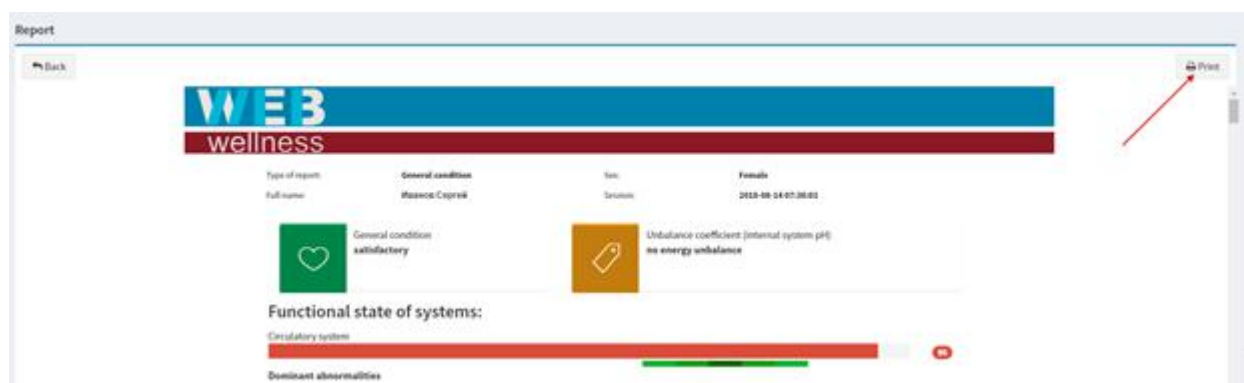 Report
Back
Print
WEB
wellness
Type of report: General condition Sex: Female
Full name: Иванов Сергей Session:
General condition
satisfactory
Unbalance coefficient (internal system pH)
no energy unbalance
Functional state of systems:
Circulatory system
Dominant abnormalities